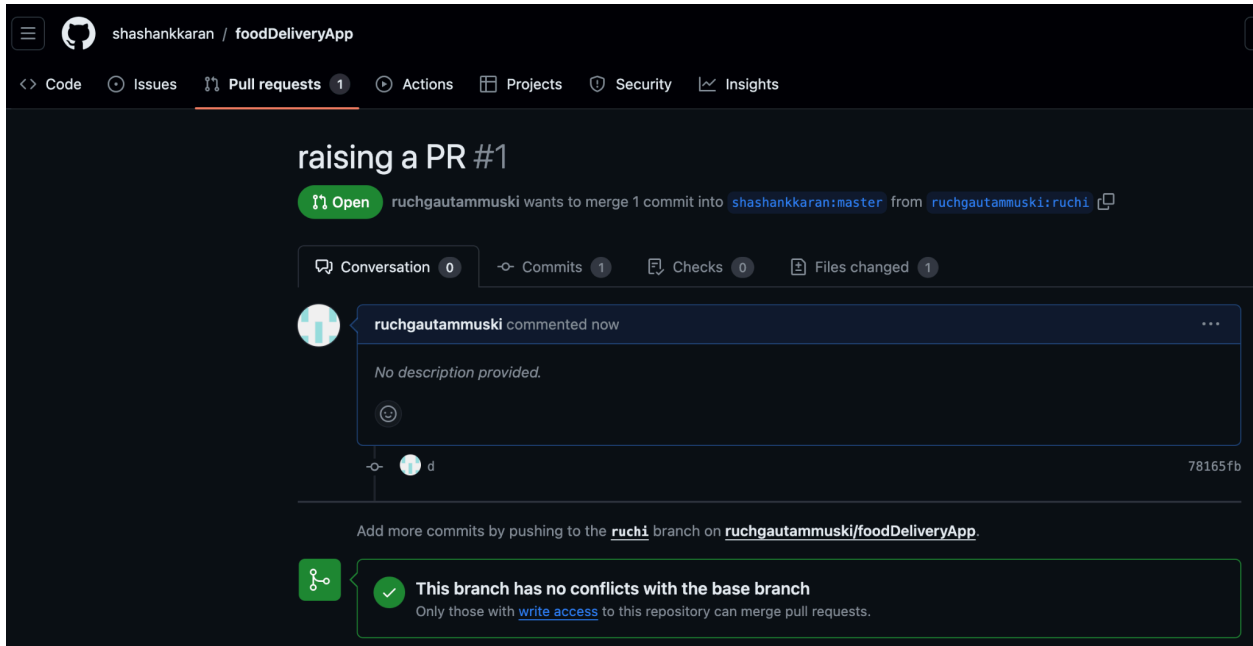 shashankkaran / foodDeliveryApp
Code Issues Pull requests 1 Actions Projects Security Insights
raising a PR #1
Open ruchgautammuski wants to merge 1 commit into shashankkaran:master from ruchgautammuski:ruchi
Conversation 0 Commits 1 Checks 0 Files changed 1
ruchgautammuski commented now
No description provided.
d 78165fb
Add more commits by pushing to the ruchi branch on ruchgautammuski/foodDeliveryApp.
This branch has no conflicts with the base branch
Only those with write access to this repository can merge pull requests.